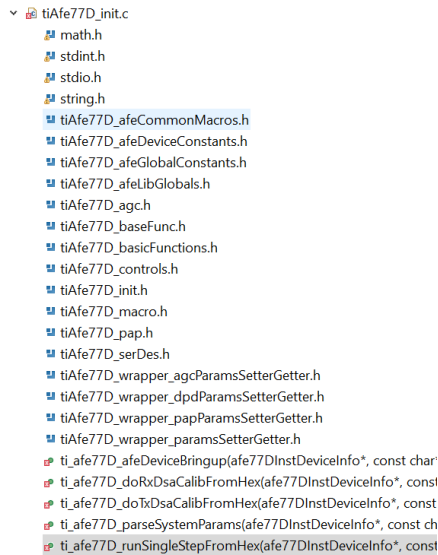 tiAfe77D_init.c
math.h
stdint.h
stdio.h
string.h
tiAfe77D_afeCommonMacros.h
tiAfe77D_afeDeviceConstants.h
tiAfe77D_afeGlobalConstants.h
tiAfe77D_afeLibGlobals.h
tiAfe77D_agc.h
tiAfe77D_baseFunc.h
tiAfe77D_basicFunctions.h
tiAfe77D_controls.h
tiAfe77D_init.h
tiAfe77D_macro.h
tiAfe77D_pap.h
tiAfe77D_serDes.h
tiAfe77D_wrapper_agcParamsSetterGetter.h
tiAfe77D_wrapper_dpdParamsSetterGetter.h
tiAfe77D_wrapper_papParamsSetterGetter.h
tiAfe77D_wrapper_paramsSetterGetter.h
ti_afe77D_afeDeviceBringup(afe77DInstDeviceInfo*, const char*
ti_afe77D_doRxDsaCalibFromHex(afe77DInstDeviceInfo*, const
ti_afe77D_doTxDsaCalibFromHex(afe77DInstDeviceInfo*, const
ti_afe77D_parseSystemParams(afe77DInstDeviceInfo*, const ch
ti_afe77D_runSingleStepFromHex(afe77DInstDeviceInfo*, const